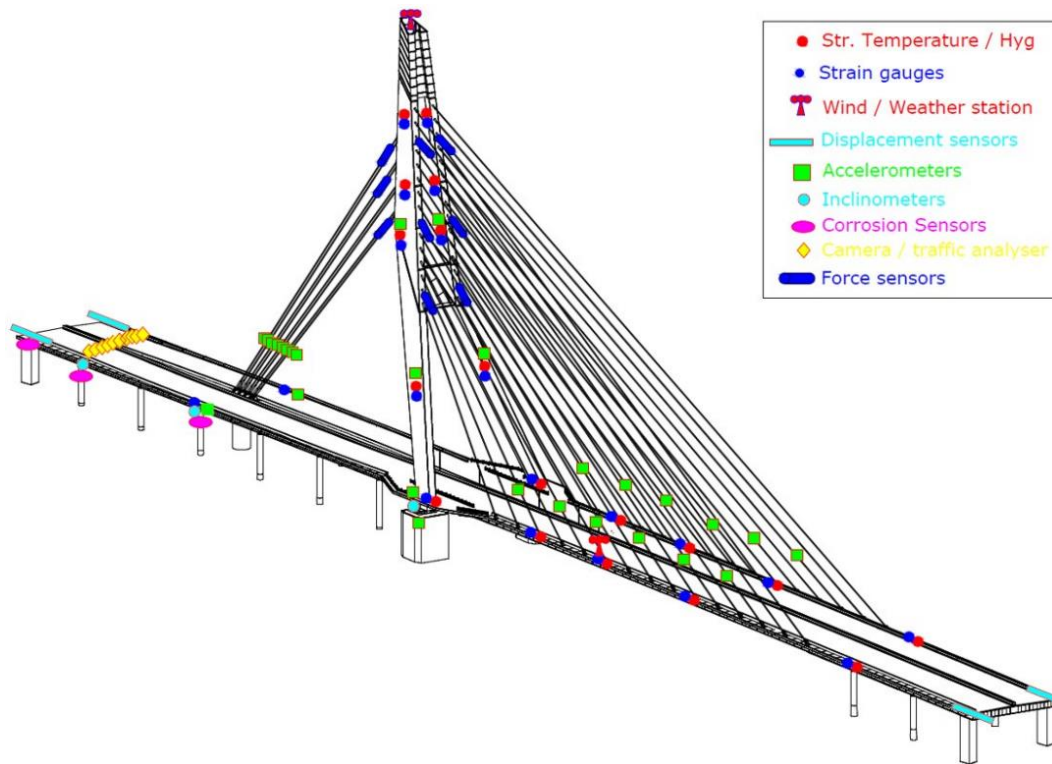 Str. Temperature / Hyg
Strain gauges
Wind / Weather station
Displacement sensors
Accelerometers
Inclinometers
Corrosion Sensors
Camera / traffic analyser
Force sensors